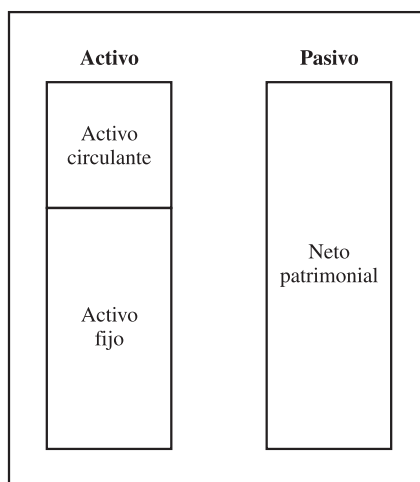 Activo
Activo
circulante
Activo
fijo
Pasivo
Neto
patrimonial